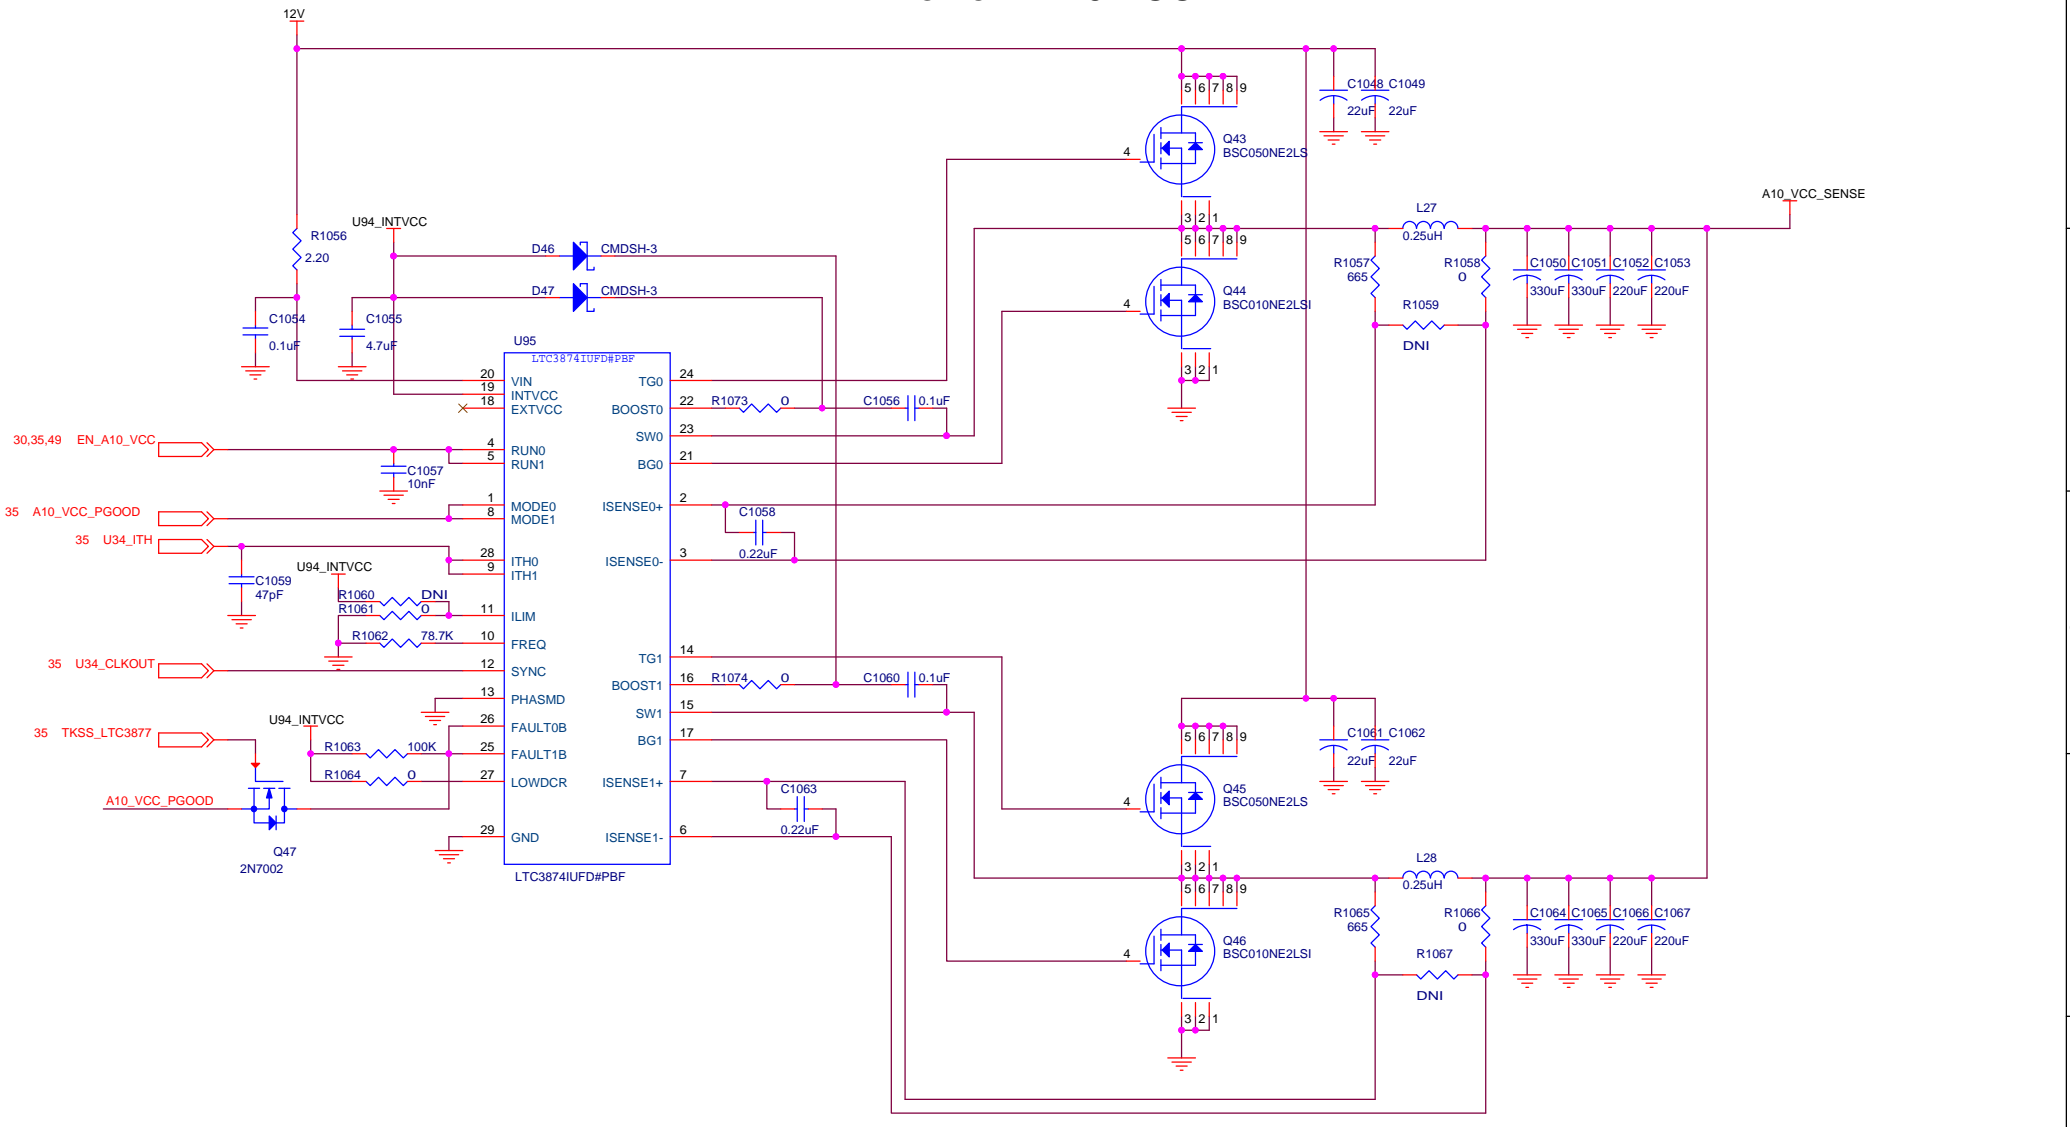 12V
C1048 C1049
22uF 22uF
5 6 7 8 9
Q43
BSC050NE2LS
4
3 2 1
A10_VCC_SENSE
R1056
2.20
U94_INTVCC
D46 CMDSH-3
D47 CMDSH-3
C1054
0.1uF
C1055
4.7uF
5 6 7 8 9
Q44
BSC010NE2LSI
4
3 2 1
L27
0.25uH
R1057
665
R1058
0
R1059
DNI
C1050 C1051 C1052 C1053
330uF 330uF 220uF 220uF
U95
LTC3874IUFD#PBF
20 VIN
19 INTVCC
18 EXTVCC
4 RUN0
5 RUN1
1 MODE0
8 MODE1
28 ITH0
9 ITH1
11 ILIM
10 FREQ
12 SYNC
13 PHASMD
26 FAULT0B
25 FAULT1B
27 LOWDCR
29 GND
TG0 24
BOOST0 22
SW0 23
BG0 21
ISENSE0+ 2
ISENSE0- 3
TG1 14
BOOST1 16
SW1 15
BG1 17
ISENSE1+ 7
ISENSE1- 6
LTC3874IUFD#PBF
R1073 0
C1056 0.1uF
C1058
0.22uF
R1074 0
C1060 0.1uF
C1063
0.22uF
30,35,49 EN_A10_VCC
C1057
10nF
35 A10_VCC_PGOOD
35 U34_ITH
C1059
47pF
U94_INTVCC
R1060 DNI
R1061 0
R1062 78.7K
35 U34_CLKOUT
35 TKSS_LTC3877
U94_INTVCC
R1063 100K
R1064 0
A10_VCC_PGOOD
Q47
2N7002
C1061 C1062
22uF 22uF
5 6 7 8 9
Q45
BSC050NE2LS
4
3 2 1
5 6 7 8 9
Q46
BSC010NE2LSI
4
3 2 1
L28
0.25uH
R1065
665
R1066
0
R1067
DNI
C1064 C1065 C1066 C1067
330uF 330uF 220uF 220uF